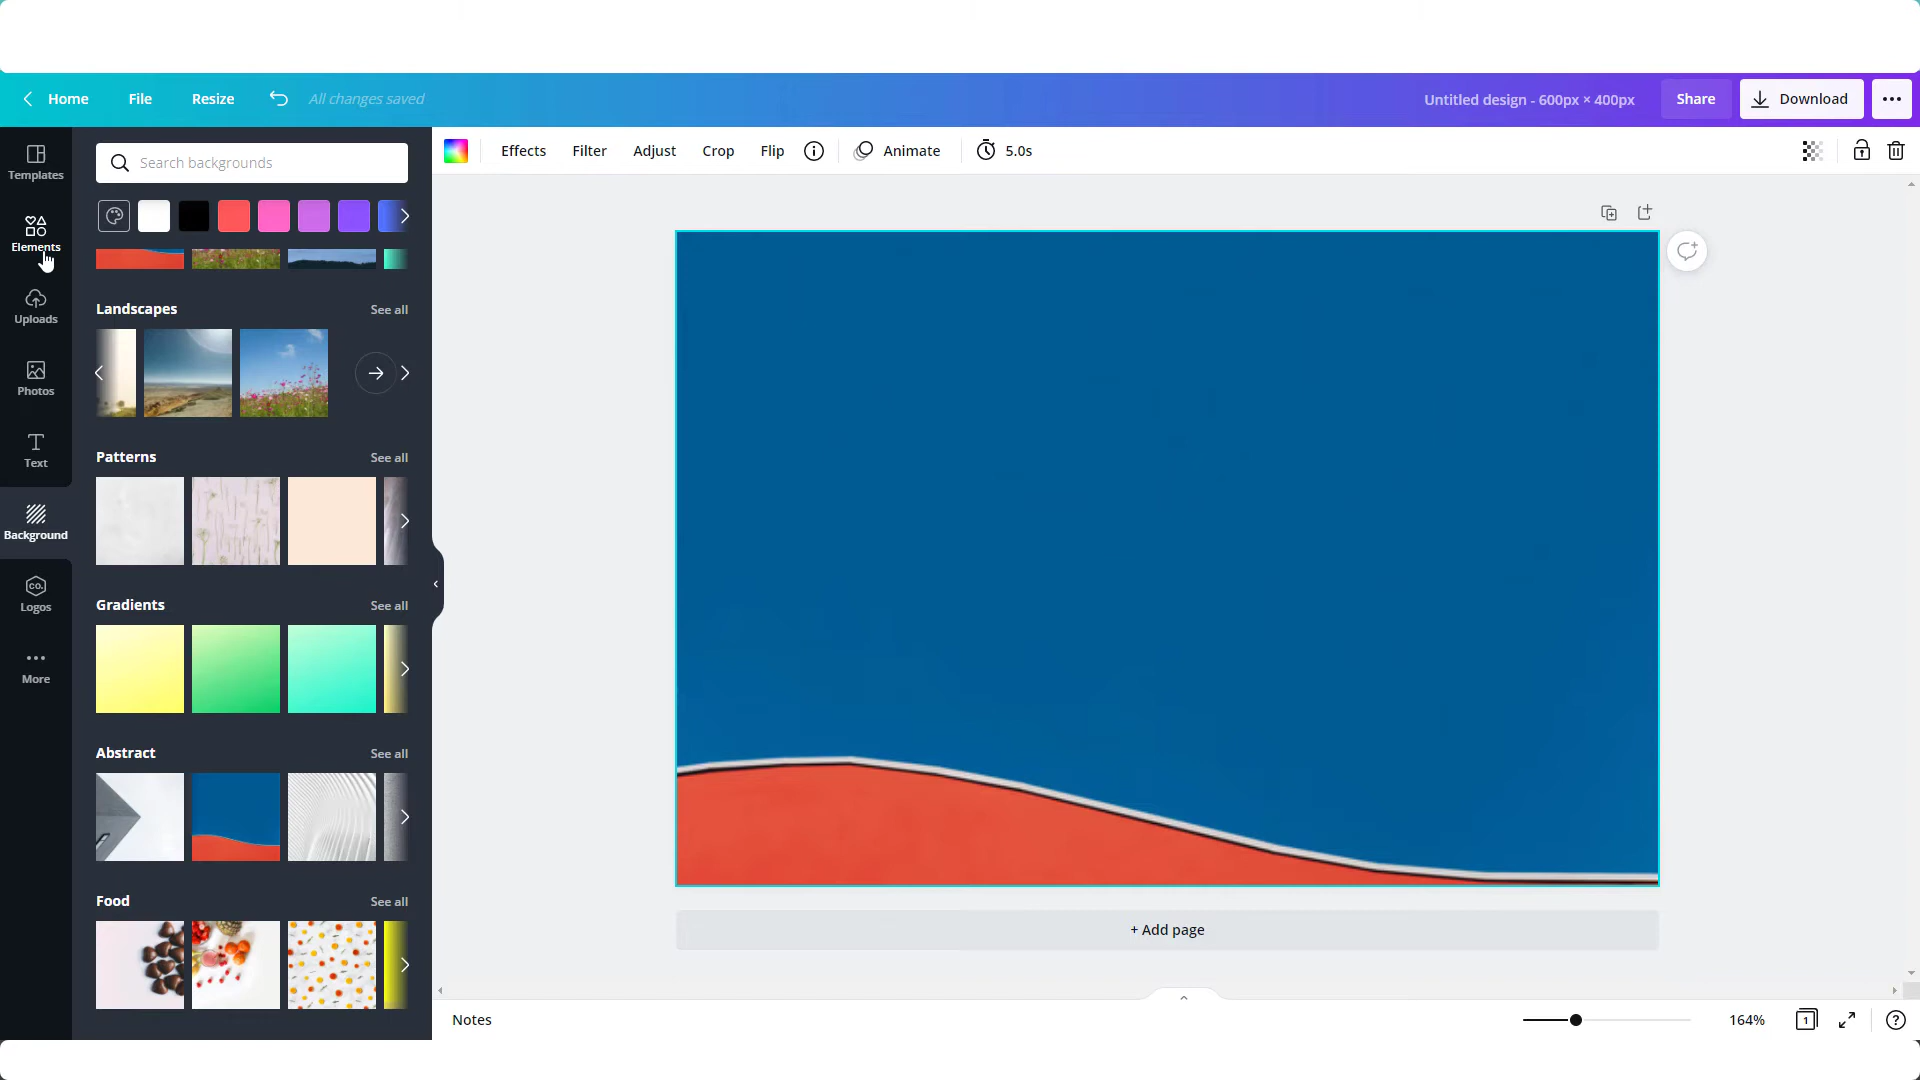 Home File Resize All changes saved Untitled design - 600px × 400px Share Download
Templates
Elements
Uploads
Photos
Text
Background
CO.
Logos
More
Search backgrounds
Landscapes See all
Patterns See all
Gradients See all
Abstract See all
Food See all
Effects Filter Adjust Crop Flip Animate 5.0s
+ Add page
Notes 164% 1 ?